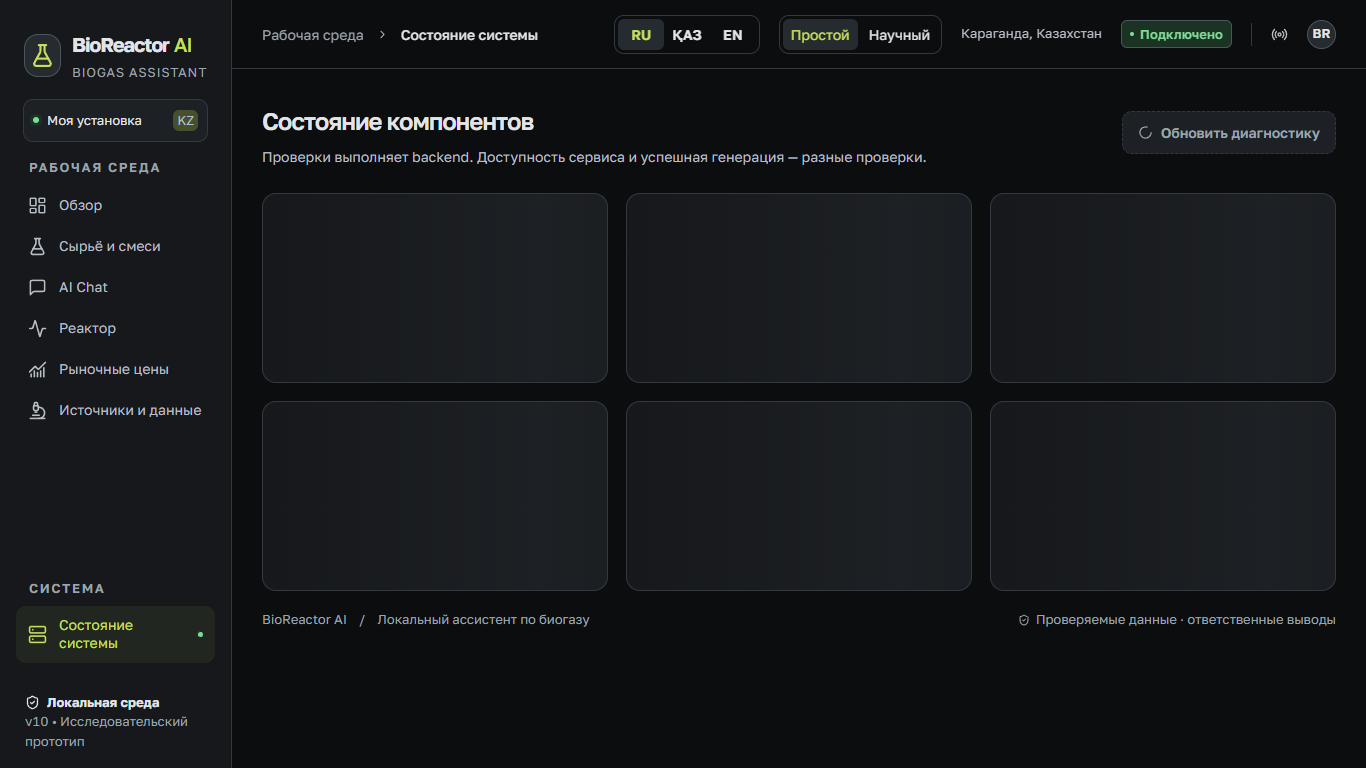 BioReactor AI
BIOGAS ASSISTANT
Моя установка KZ
РАБОЧАЯ СРЕДА
Обзор
Сырьё и смеси
AI Chat
Реактор
Рыночные цены
Источники и данные
СИСТЕМА
Состояние
системы
Локальная среда
v10 • Исследовательский
прототип
Рабочая среда > Состояние системы
RU ҚАЗ EN
Простой Научный
Караганда, Казахстан
Подключено
BR
Состояние компонентов
Проверки выполняет backend. Доступность сервиса и успешная генерация — разные проверки.
Обновить диагностику
BioReactor AI / Локальный ассистент по биогазу
Проверяемые данные · ответственные выводы